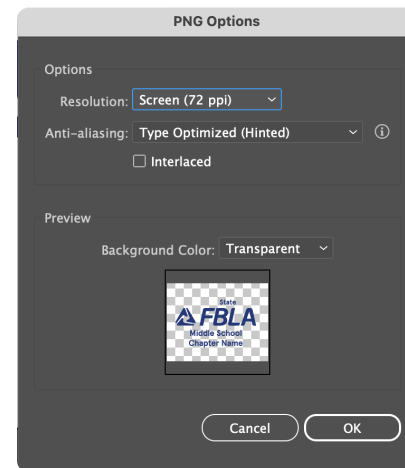 PNG Options
Options
Resolution: Screen (72 ppi)
Anti-aliasing: Type Optimized (Hinted)
Interlaced
Preview
Background Color: Transparent
State
FBLA
Middle School
Chapter Name
Cancel OK